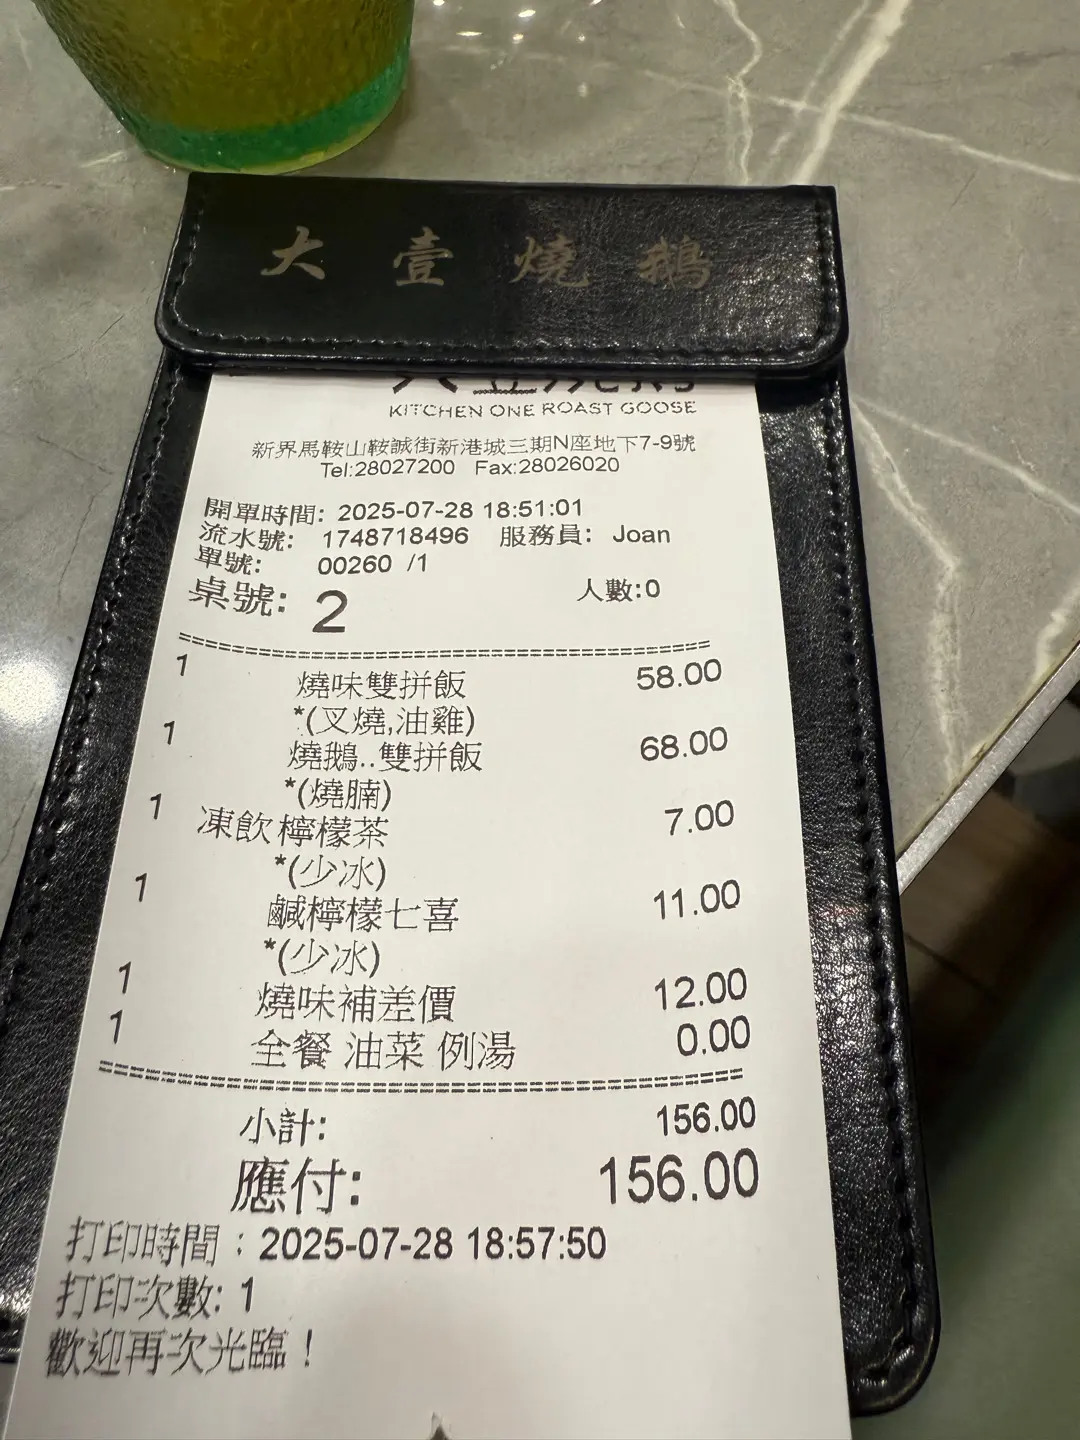 大壹燒鵝
KITCHEN ONE ROAST GOOSE
新界馬鞍山鞍誠街新港城三期N座地下7-9號
Tel:28027200 Fax:28026020
開單時間: 2025-07-28 18:51:01
流水號: 1748718496 服務員: Joan
單號: 00260 /1
桌號: 2 人數:0
1 燒味雙拼飯 58.00
*(叉燒,油雞)
1 燒鵝..雙拼飯 68.00
*(燒腩)
1 凍飲檸檬茶 7.00
*(少冰)
1 鹹檸檬七喜 11.00
*(少冰)
1 燒味補差價 12.00
1 全餐 油菜 例湯 0.00
小計: 156.00
應付: 156.00
打印時間：2025-07-28 18:57:50
打印次數: 1
歡迎再次光臨！